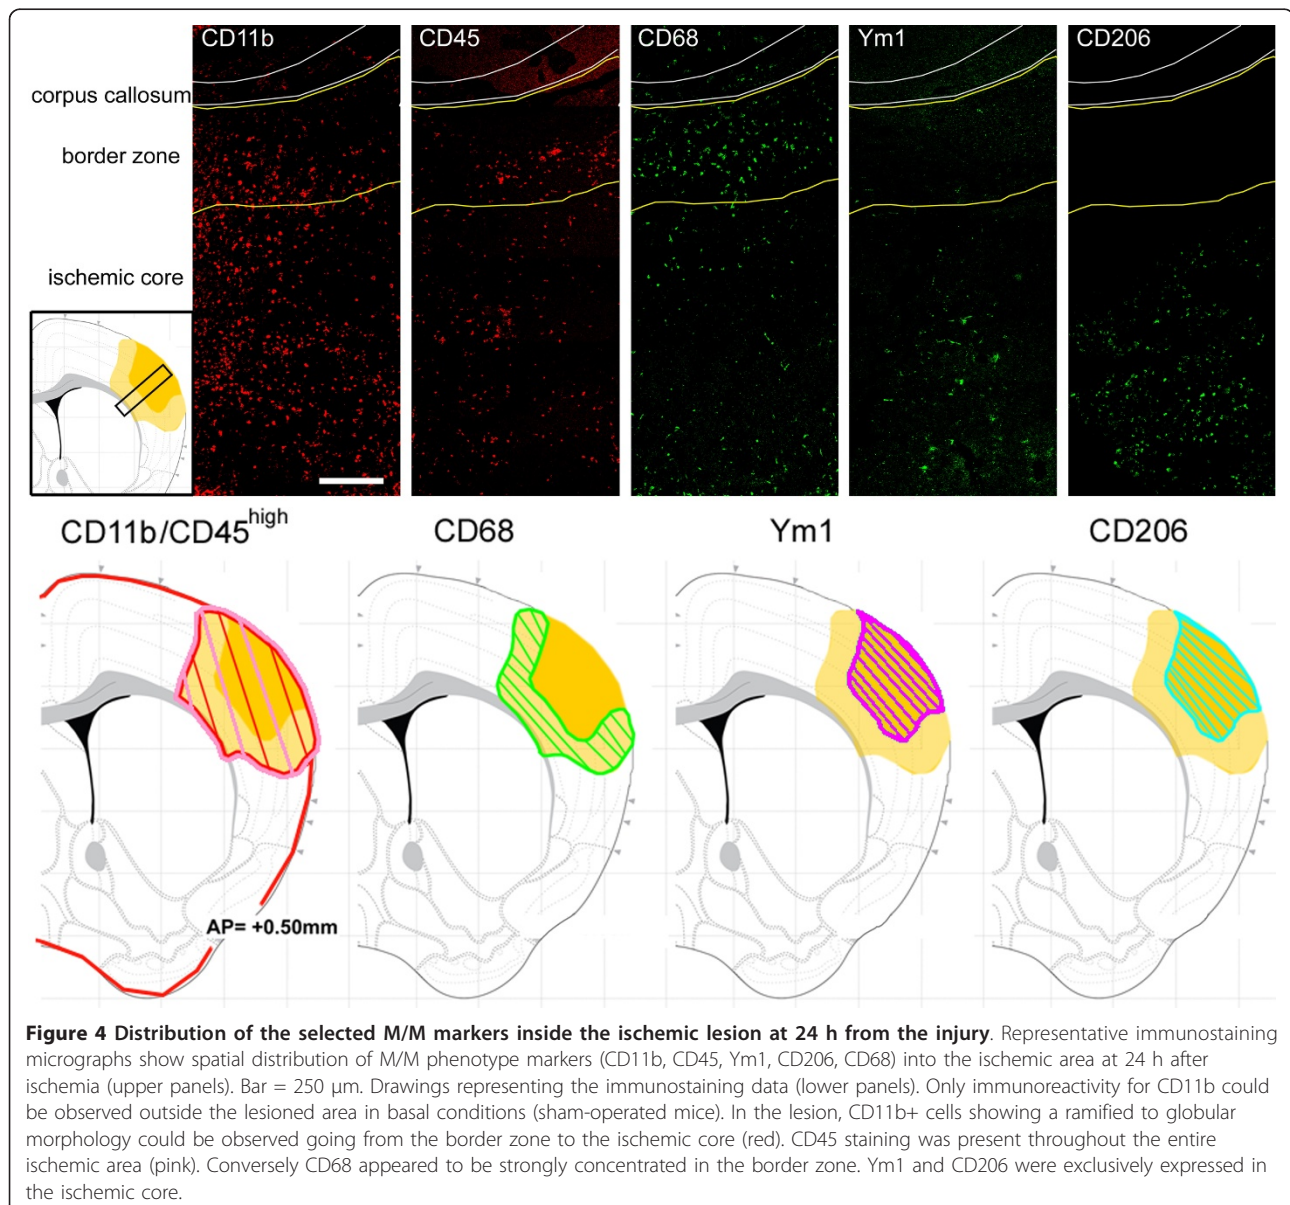 CD11b
CD45
CD68
Ym1
CD206
corpus callosum
border zone
ischemic core
CD11b/CD45high
CD68
Ym1
CD206
AP= +0.50mm
Figure 4 Distribution of the selected M/M markers inside the ischemic lesion at 24 h from the injury. Representative immunostaining
micrographs show spatial distribution of M/M phenotype markers (CD11b, CD45, Ym1, CD206, CD68) into the ischemic area at 24 h after
ischemia (upper panels). Bar = 250 μm. Drawings representing the immunostaining data (lower panels). Only immunoreactivity for CD11b could
be observed outside the lesioned area in basal conditions (sham-operated mice). In the lesion, CD11b+ cells showing a ramified to globular
morphology could be observed going from the border zone to the ischemic core (red). CD45 staining was present throughout the entire
ischemic area (pink). Conversely CD68 appeared to be strongly concentrated in the border zone. Ym1 and CD206 were exclusively expressed in
the ischemic core.